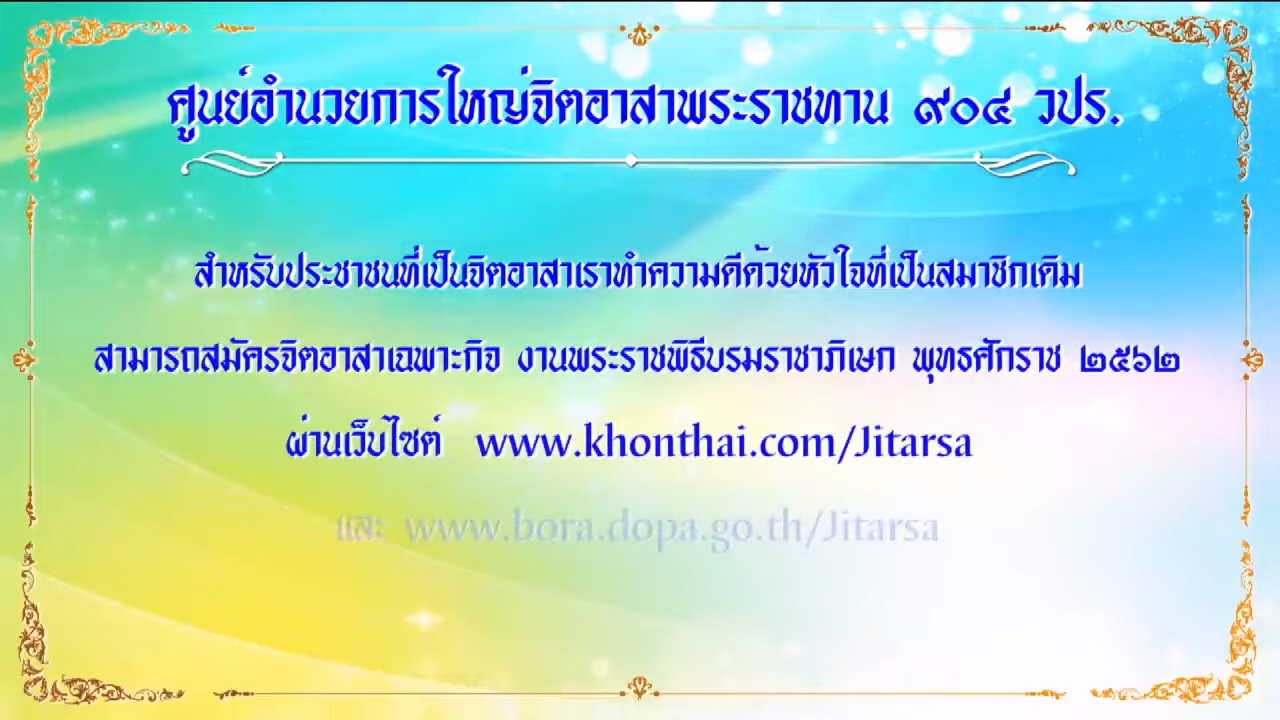 ศูนย์อำนวยการใหญ่จิตอาสาพระราชทาน ๙๐๔ วปร.
สำหรับประชาชนที่เป็นจิตอาสาเราทำความดีด้วยหัวใจที่เป็นสมาชิกเดิม
สามารถสมัครจิตอาสาเฉพาะกิจ งานพระราชพิธีบรมราชาภิเษก พุทธศักราช ๒๕๖๒
ผ่านเว็บไซต์ www.khonthai.com/Jitarsa
และ www.bora.dopa.go.th/Jitarsa